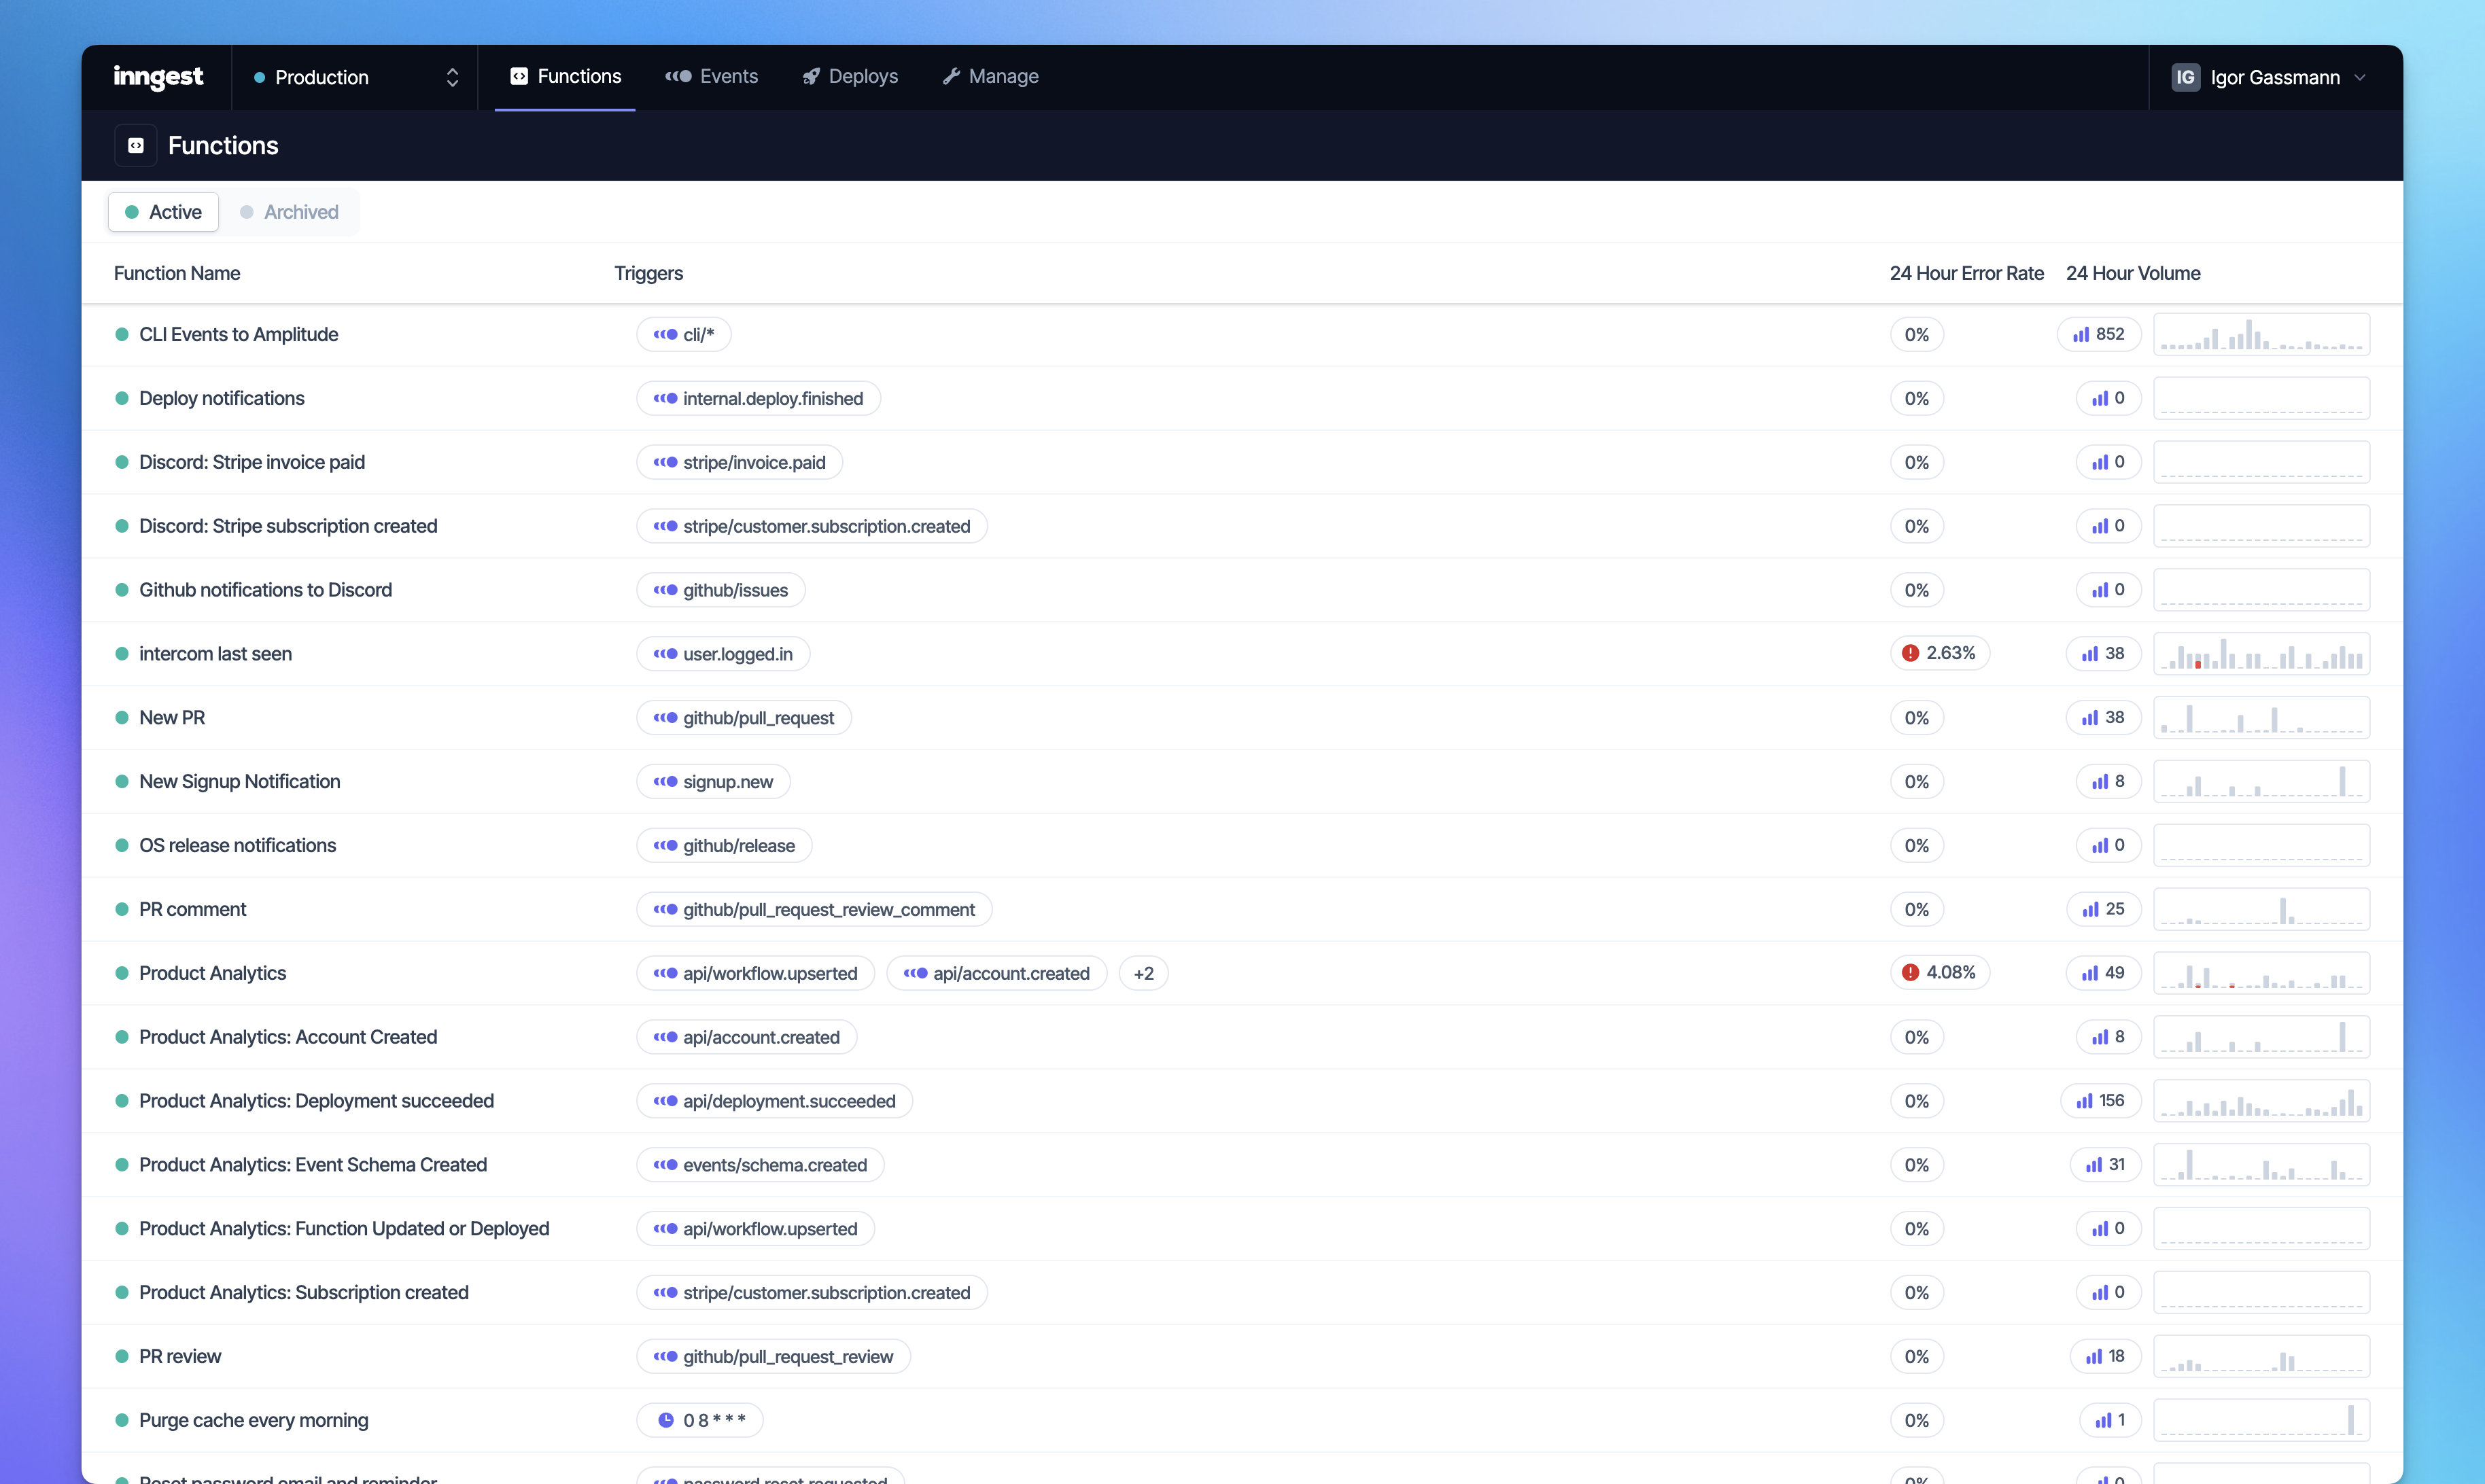 inngest Production Functions Events Deploys Manage IG Igor Gassmann
Functions
Active Archived
Function Name Triggers 24 Hour Error Rate 24 Hour Volume
CLI Events to Amplitude cli/* 0% 852
Deploy notifications internal.deploy.finished 0% 0
Discord: Stripe invoice paid stripe/invoice.paid 0% 0
Discord: Stripe subscription created stripe/customer.subscription.created 0% 0
Github notifications to Discord github/issues 0% 0
intercom last seen user.logged.in 2.63% 38
New PR github/pull_request 0% 38
New Signup Notification signup.new 0% 8
OS release notifications github/release 0% 0
PR comment github/pull_request_review_comment 0% 25
Product Analytics api/workflow.upserted api/account.created +2 4.08% 49
Product Analytics: Account Created api/account.created 0% 8
Product Analytics: Deployment succeeded api/deployment.succeeded 0% 156
Product Analytics: Event Schema Created events/schema.created 0% 31
Product Analytics: Function Updated or Deployed api/workflow.upserted 0% 0
Product Analytics: Subscription created stripe/customer.subscription.created 0% 0
PR review github/pull_request_review 0% 18
Purge cache every morning 0 8 * * * 0% 1
Reset password email and reminder password.reset.requested 0% 0